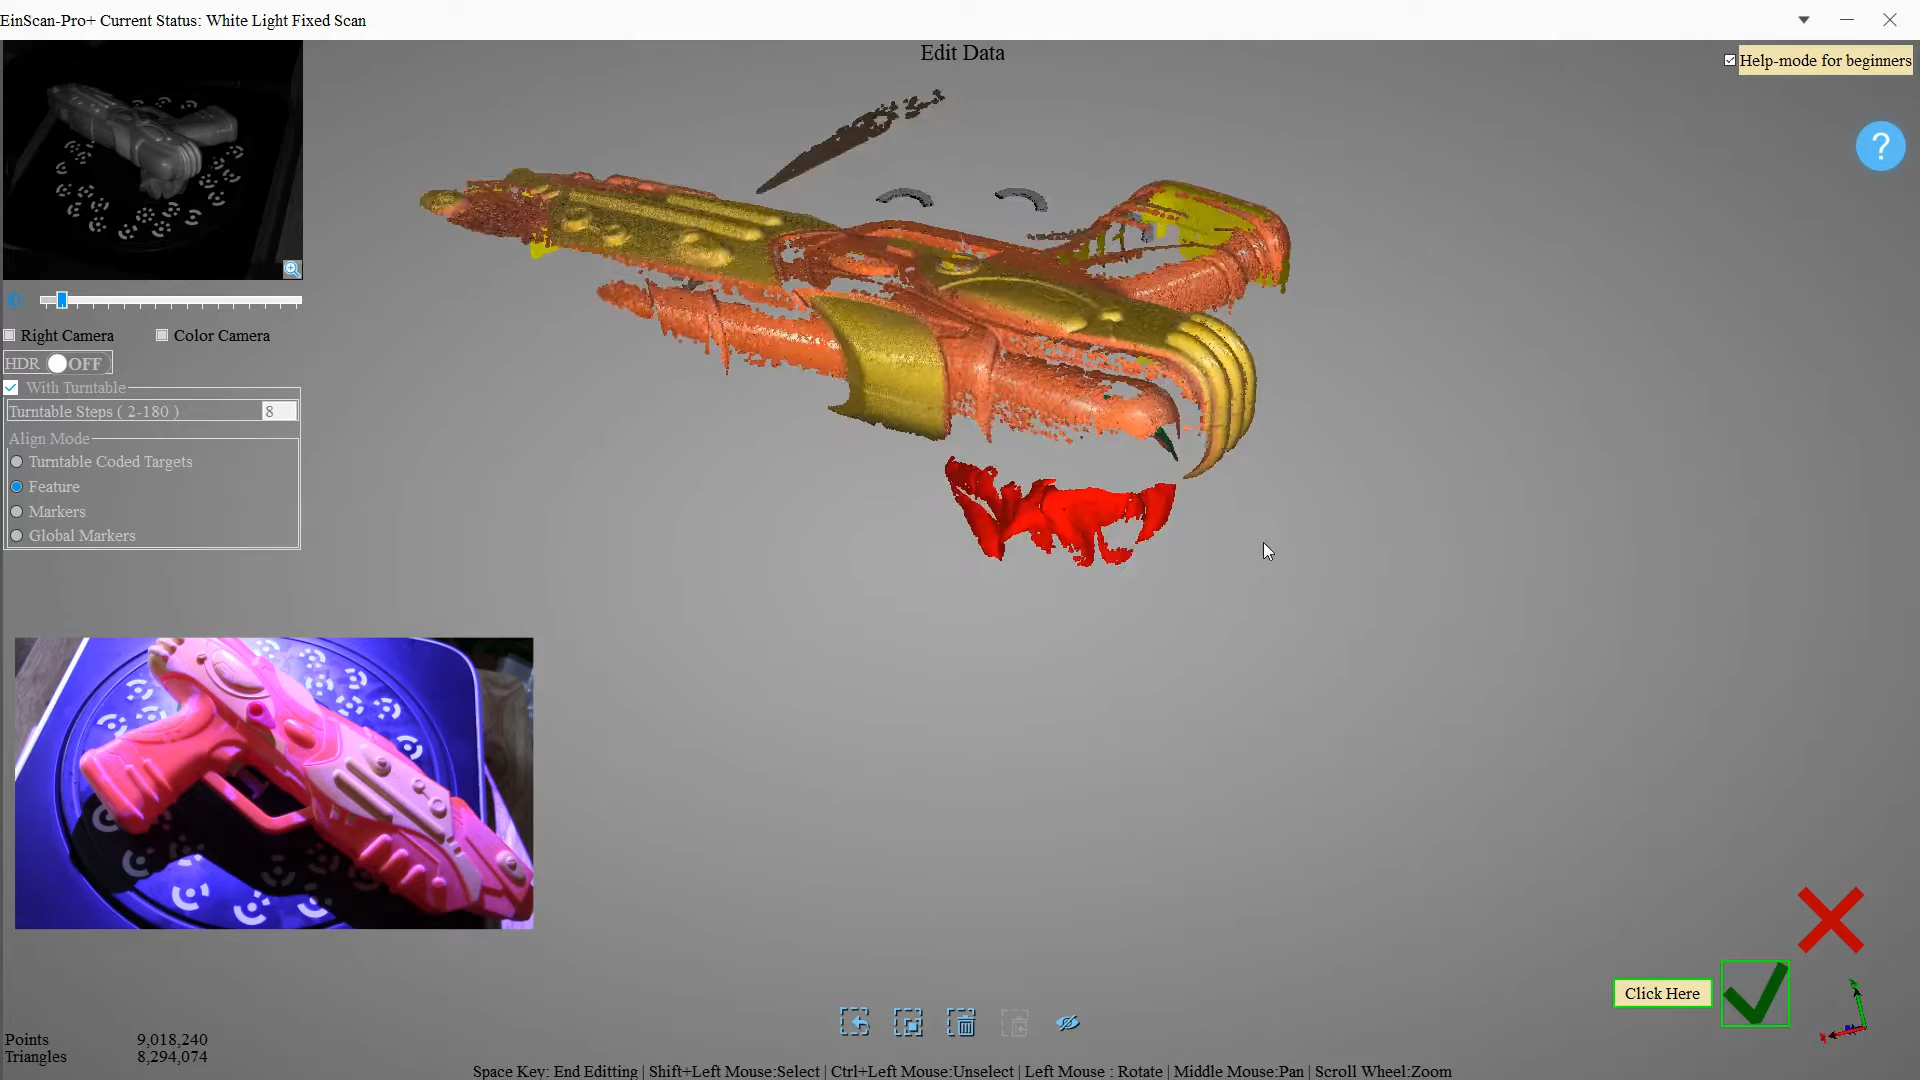 EinScan-Pro+ Current Status: White Light Fixed Scan
Edit Data
Help-mode for beginners
?
Right Camera
Color Camera
HDR OFF
With Turntable
Turntable Steps ( 2-180 ) 8
Align Mode
Turntable Coded Targets
Feature
Markers
Global Markers
Click Here
Points 9,018,240
Triangles 8,294,074
Space Key: End Editting | Shift+Left Mouse:Select | Ctrl+Left Mouse:Unselect | Left Mouse : Rotate | Middle Mouse:Pan | Scroll Wheel:Zoom